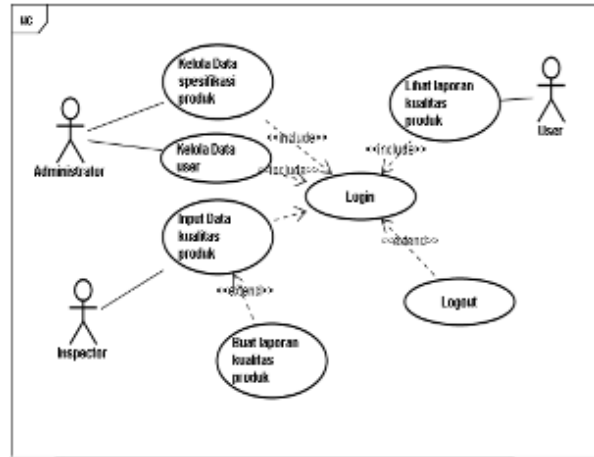 uc
Kelola Data
spesifikasi
produk
Lihat laporan
kualitas
produk
User
<<include>>
<<include>>
Administrator
Kelola Data
user
<<include>>
Login
Input Data
kualitas
produk
<<extend>>
<<extend>>
Logout
Inspector
Buat laporan
kualitas
produk